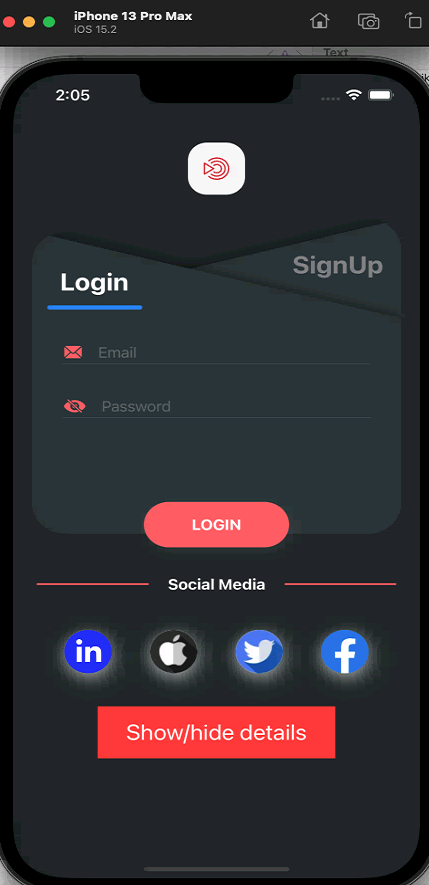 iPhone 13 Pro Max
iOS 15.2
Text
2:05
SignUp
Login
Email
Password
LOGIN
Social Media
in
Show/hide details